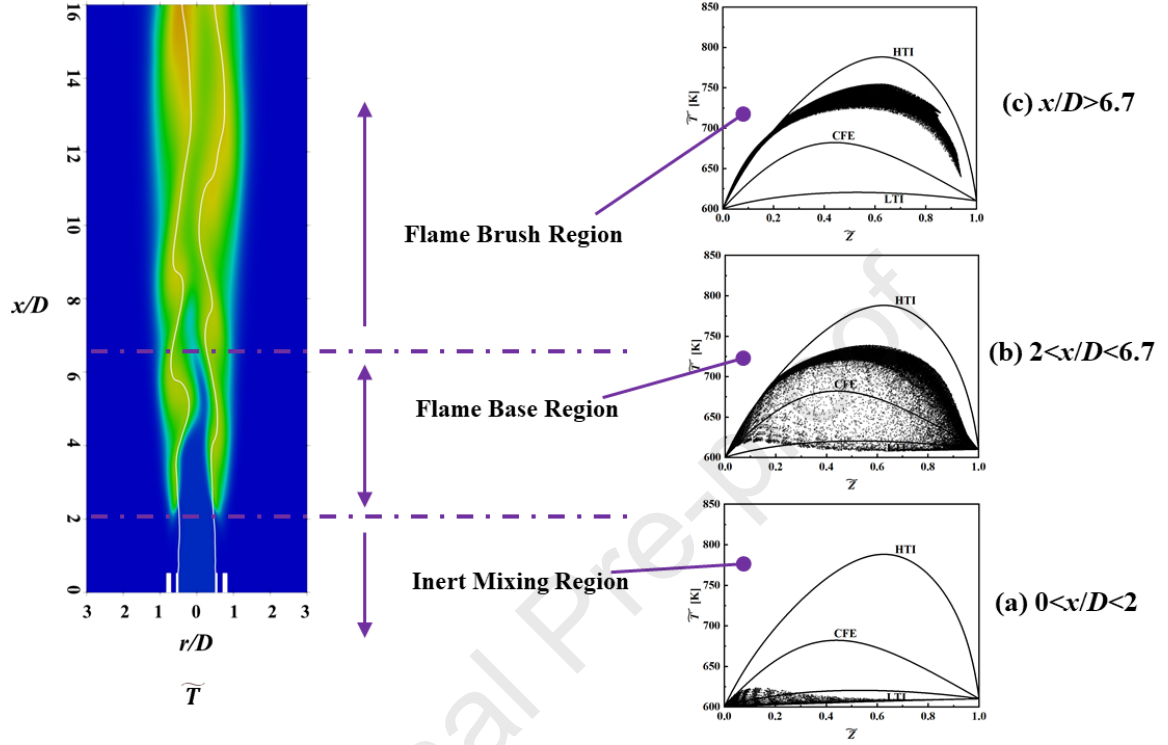 16
14
12
10
8
6
4
2
0
x/D
3 2 1 0 1 2 3
r/D
T̃
Flame Brush Region
Flame Base Region
Inert Mixing Region
850
800
750
700
650
600
T̃ [K]
HTI
CFE
LTI
0.0 0.2 0.4 0.6 0.8 1.0
Z̃
(c) x/D>6.7
850
800
750
700
650
600
T̃ [K]
HTI
CFE
0.0 0.2 0.4 0.6 0.8 1.0
Z̃
(b) 2<x/D<6.7
850
800
750
700
650
600
T̃ [K]
HTI
CFE
LTI
0.0 0.2 0.4 0.6 0.8 1.0
Z̃
(a) 0<x/D<2
nal Pre-proof